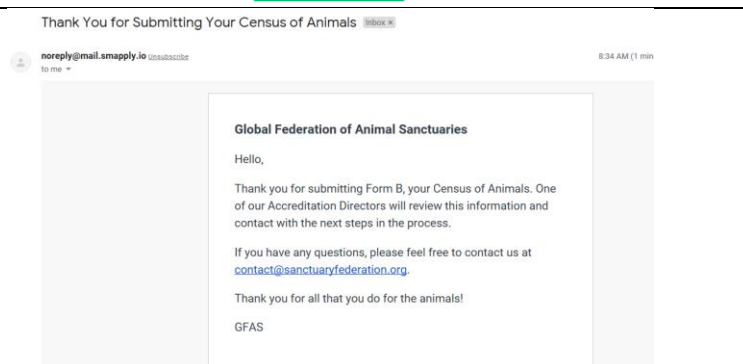 Thank You for Submitting Your Census of Animals Inbox ×
noreply@mail.smapply.io Unsubscribe
8:34 AM (1 min
to me
Global Federation of Animal Sanctuaries
Hello,
Thank you for submitting Form B, your Census of Animals. One
of our Accreditation Directors will review this information and
contact with the next steps in the process.
If you have any questions, please feel free to contact us at
contact@sanctuaryfederation.org.
Thank you for all that you do for the animals!
GFAS